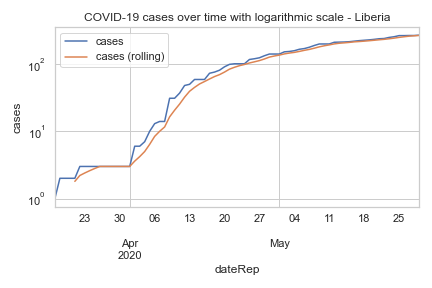 COVID-19 cases over time with logarithmic scale - Liberia
cases
cases (rolling)
10²
10¹
10⁰
cases
23 30 06 13 20 27 04 11 18 25
Apr May
2020
dateRep